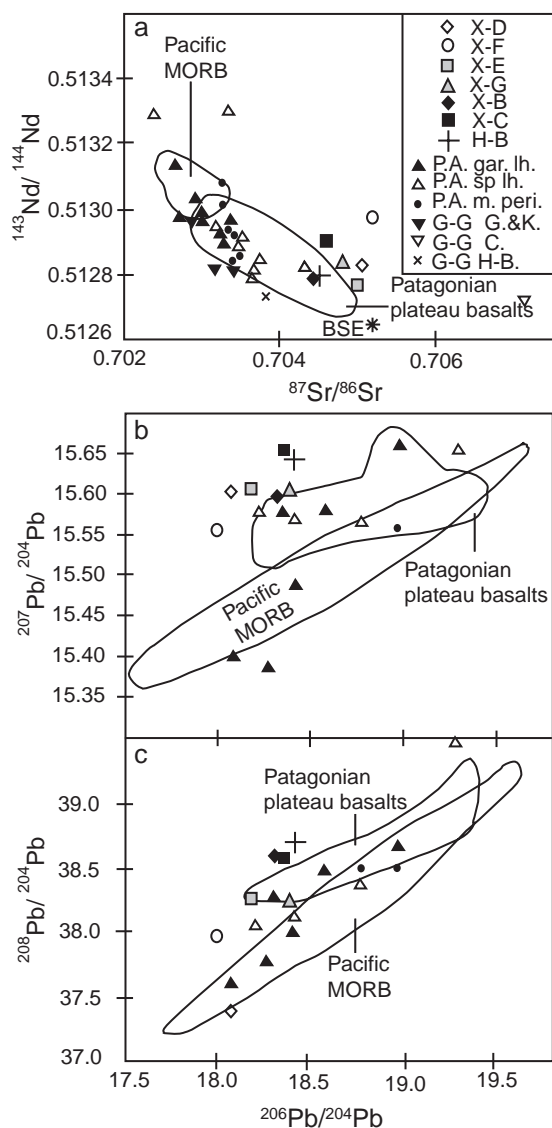 a
Pacific
MORB
0.5134
0.5132
0.5130
0.5128
0.5126
143Nd/ 144Nd
0.702
0.704
0.706
87Sr/86Sr
BSE
Patagonian
plateau basalts
X-D
X-F
X-E
X-G
X-B
X-C
H-B
P.A. gar. lh.
P.A. sp lh.
P.A. m. peri.
G-G G.&K.
G-G C.
G-G H-B.
b
15.65
15.60
15.55
15.50
15.45
15.40
15.35
207Pb/ 204Pb
Pacific
MORB
Patagonian
plateau basalts
c
39.0
38.5
38.0
37.5
37.0
208Pb/ 204Pb
Patagonian
plateau basalts
Pacific
MORB
17.5
18.0
18.5
19.0
19.5
206Pb/204Pb